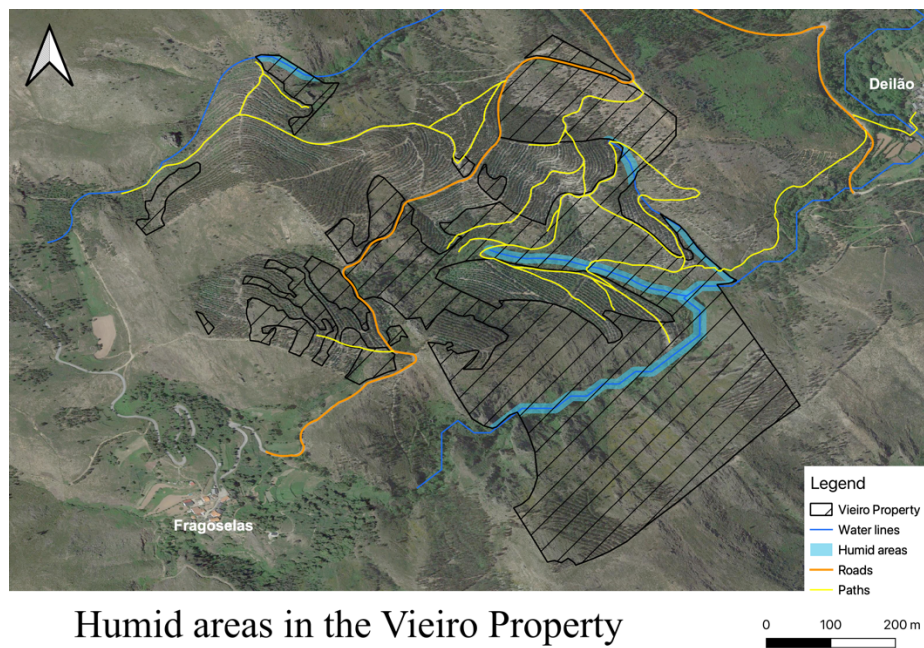 Deilão
Fragoselas
Legend
Vieiro Property
Water lines
Humid areas
Roads
Paths
Humid areas in the Vieiro Property
0 100 200 m